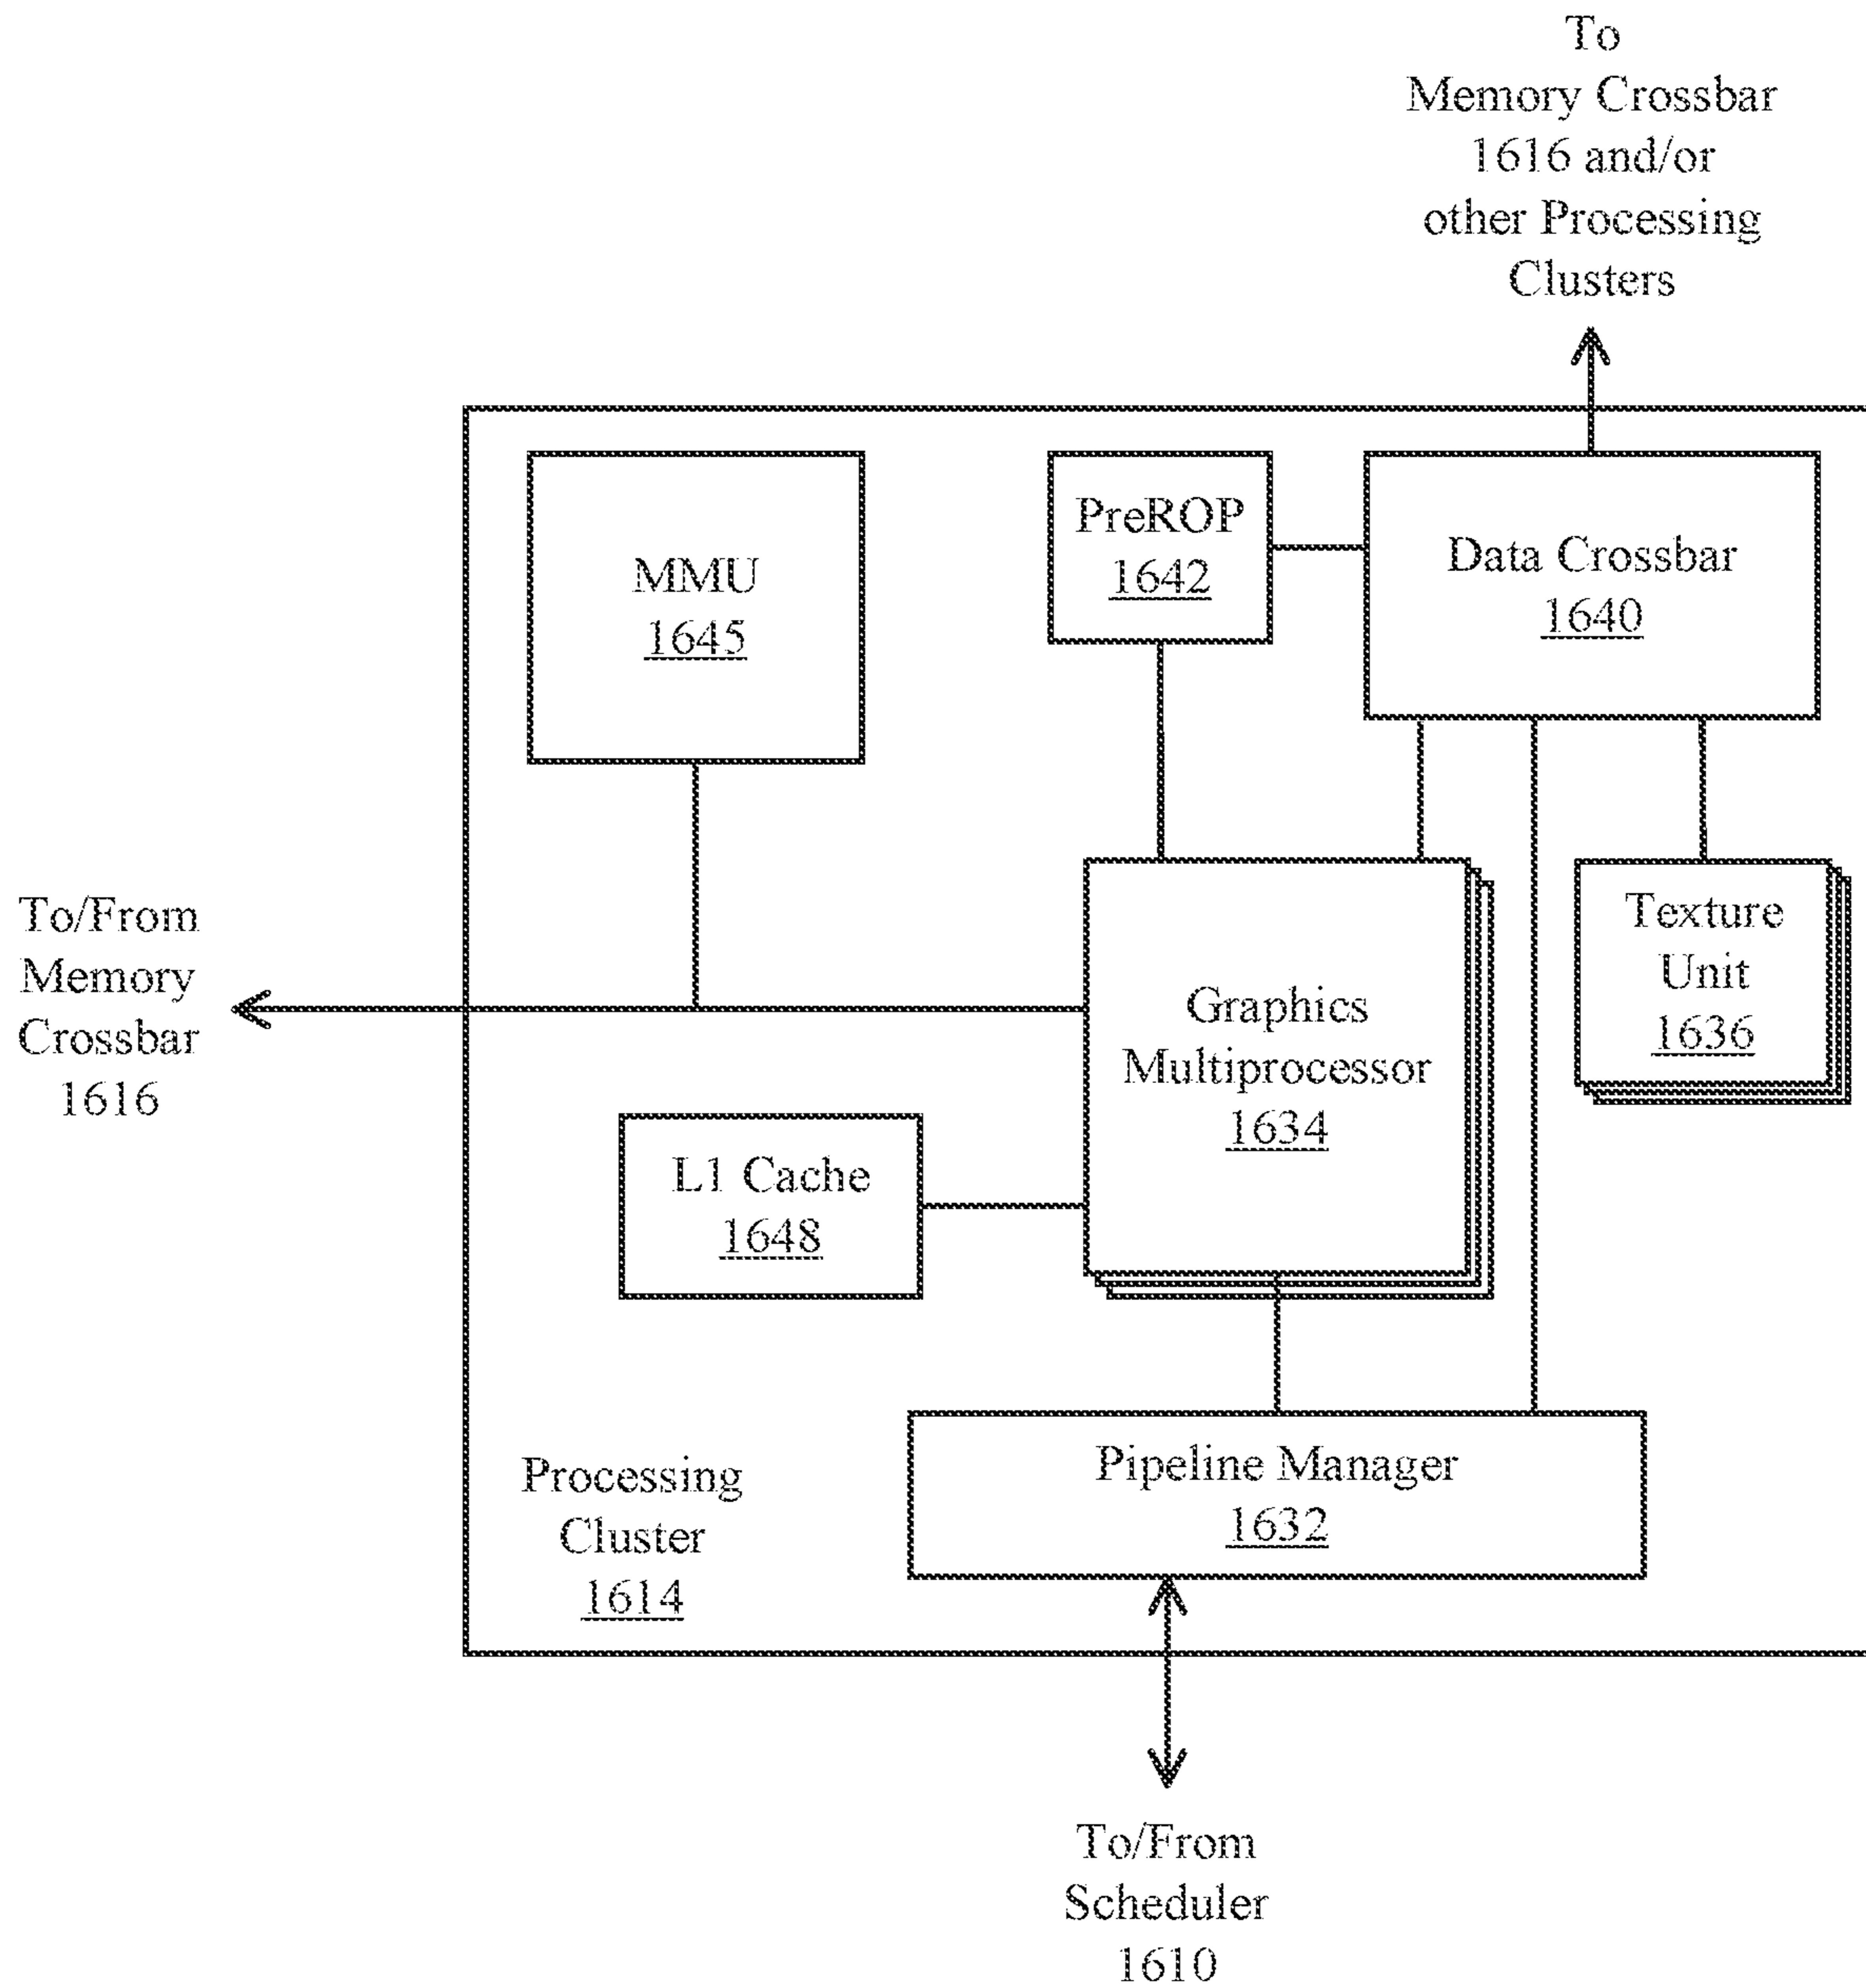 To
Memory Crossbar
1616 and/or
other Processing
Clusters
MMU
1645
PreROP
1642
Data Crossbar
1640
To/From
Memory
Crossbar
1616
Graphics
Multiprocessor
1634
Texture
Unit
1636
L1 Cache
1648
Processing
Cluster
1614
Pipeline Manager
1632
To/From
Scheduler
1610